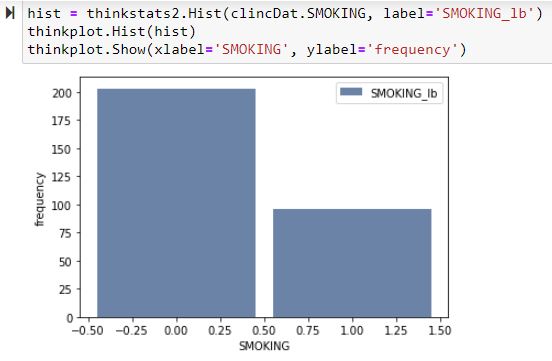 hist = thinkstats2.Hist(clincDat.SMOKING, label='SMOKING_lb')
thinkplot.Hist(hist)
thinkplot.Show(xlabel='SMOKING', ylabel='frequency')
SMOKING_lb
200
175
150
125
100
75
50
25
0
frequency
−0.50 −0.25 0.00 0.25 0.50 0.75 1.00 1.25 1.50
SMOKING